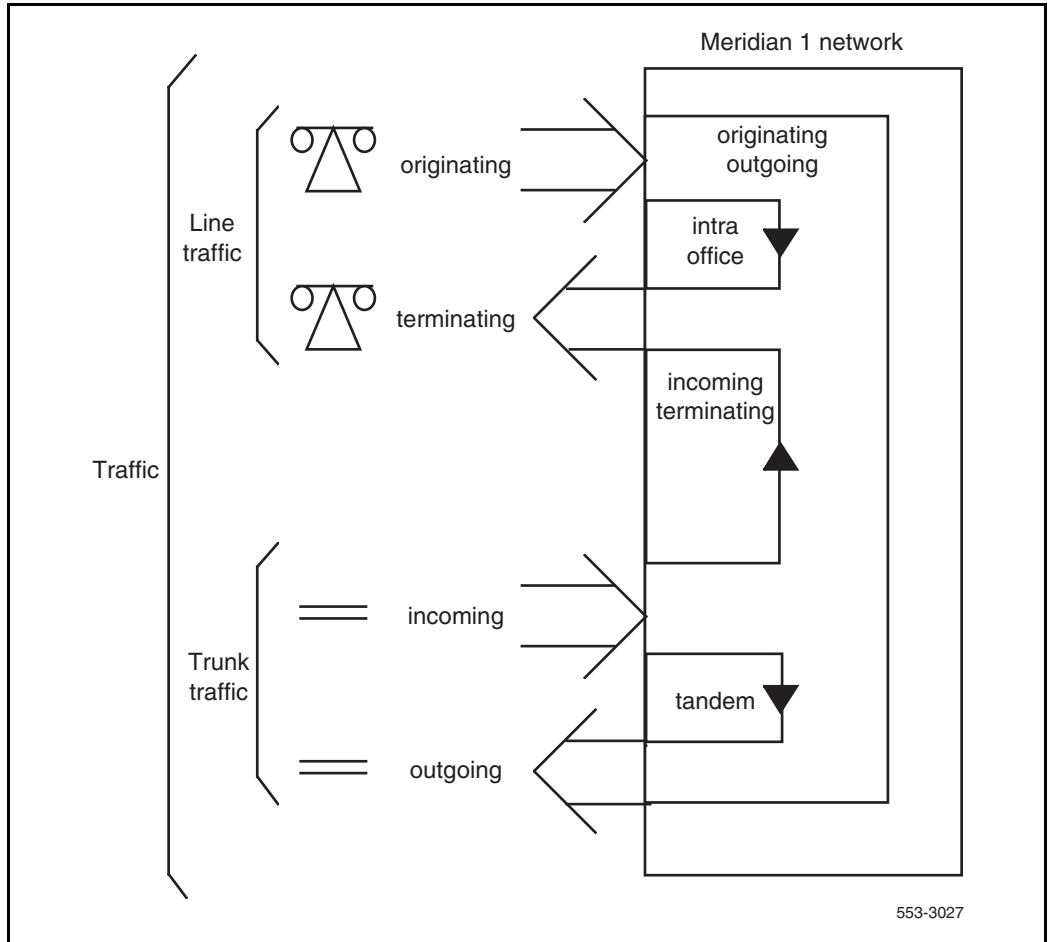 Meridian 1 network
originating
originating
outgoing
Line
traffic
intra
office
terminating
incoming
terminating
Traffic
incoming
Trunk
traffic
tandem
outgoing
553-3027